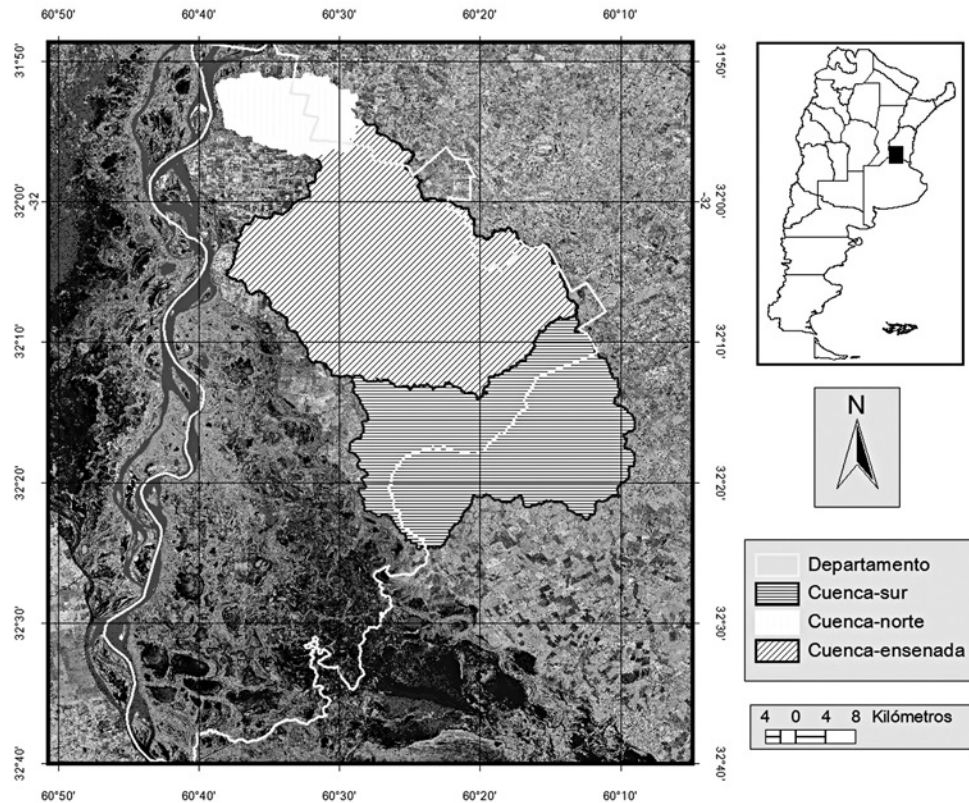 60°50' 60°40' 60°30' 60°20' 60°10'
31°50' 31°50'
32°00' -32 -32 32°00'
32°10' 32°10'
32°20' 32°20'
32°30' 32°30'
32°40' 32°40'
60°50' 60°40' 60°30' 60°20' 60°10'
N
Departamento
Cuenca-sur
Cuenca-norte
Cuenca-ensenada
4 0 4 8 Kilómetros